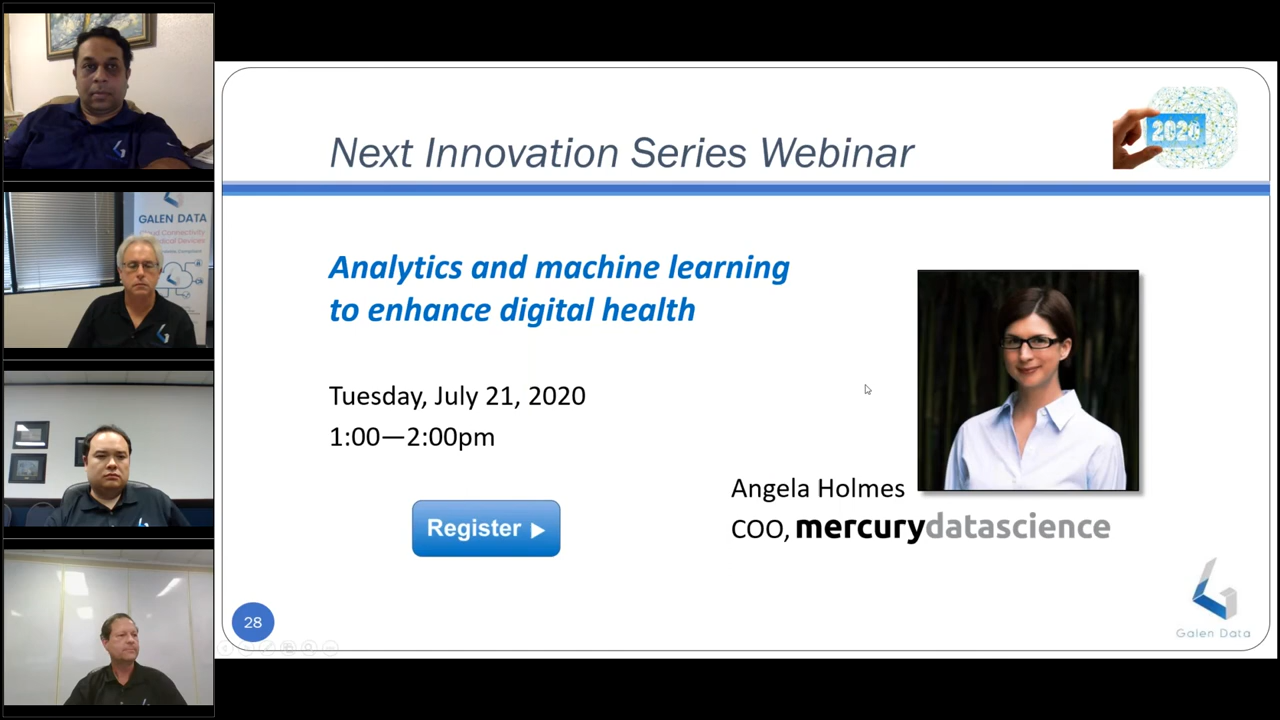 Next Innovation Series Webinar
2020
Analytics and machine learning
to enhance digital health
Tuesday, July 21, 2020
1:00—2:00pm
Register
Angela Holmes
COO, mercurydatascience
28
Galen Data
GALEN DATA